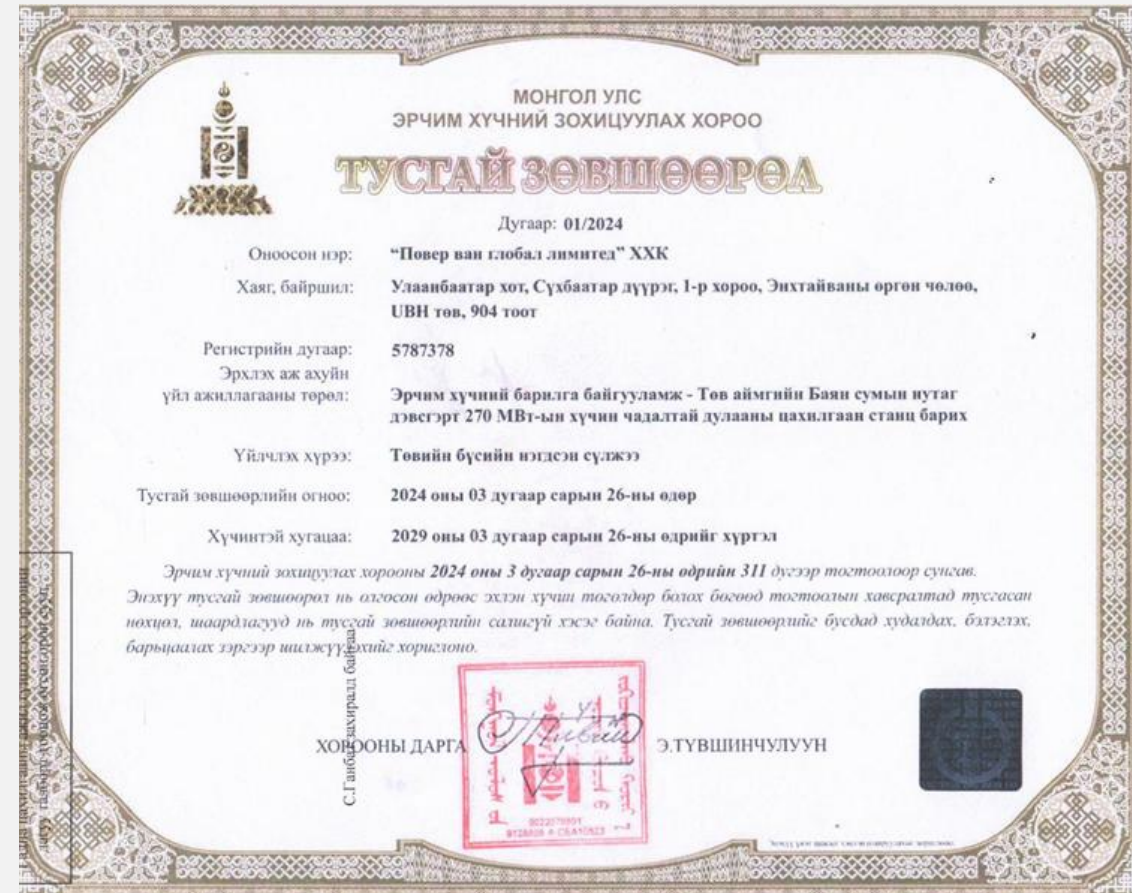 МОНГОЛ УЛС
ЭРЧИМ ХҮЧНИЙ ЗОХИЦУУЛАХ ХОРОО
ТУСГАЙ ЗӨВШӨӨРӨЛ
Дугаар: 01/2024
Оноосон нэр: “Повер ван глобал лимитед” ХХК
Хаяг, байршил: Улаанбаатар хот, Сүхбаатар дүүрэг, 1-р хороо, Энхтайваны өргөн чөлөө,
UBH төв, 904 тоот
Регистрийн дугаар: 5787378
Эрхлэх аж ахуйн
үйл ажиллагааны төрөл: Эрчим хүчний барилга байгууламж - Төв аймгийн Баян сумын нутаг
дэвсгэрт 270 МВт-ын хүчин чадалтай дулааны цахилгаан станц барих
Үйлчлэх хүрээ: Төвийн бүсийн нэгдсэн сүлжээ
Тусгай зөвшөөрлийн огноо: 2024 оны 03 дугаар сарын 26-ны өдөр
Хүчинтэй хугацаа: 2029 оны 03 дугаар сарын 26-ны өдрийг хүртэл
Эрчим хүчний зохицуулах хорооны 2024 оны 3 дугаар сарын 26-ны өдрийн 311 дүгээр тогтоолоор сунгав.
Энэхүү тусгай зөвшөөрөл нь олгосон өдрөөс эхлэн хүчин төгөлдөр болох бөгөөд тогтоолын хавсралтад тусгасан
нөхцөл, шаардлагууд нь тусгай зөвшөөрлийн салшгүй хэсэг байна. Тусгай зөвшөөрлийг бусдад худалдах, бэлэглэх,
барьцаалах зэргээр шилжүүлэхийг хориглоно.
ХОРООНЫ ДАРГА Э.ТҮВШИНЧУЛУУН
С.Ганбат захиралд байгаа